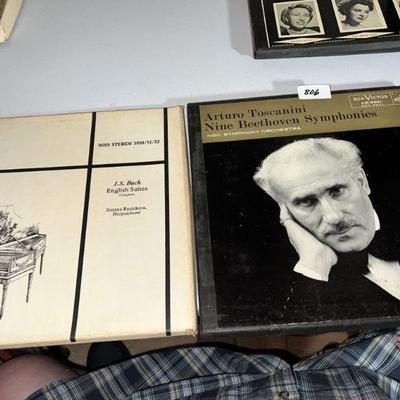 806
RCA VICTOR
Arturo Toscanini
Nine Beethoven Symphonies
NBC SYMPHONY ORCHESTRA
MHS STEREO 3950/51/52
J.S. Bach
English Suites
Zuzana Ruzickova,
Harpsichord